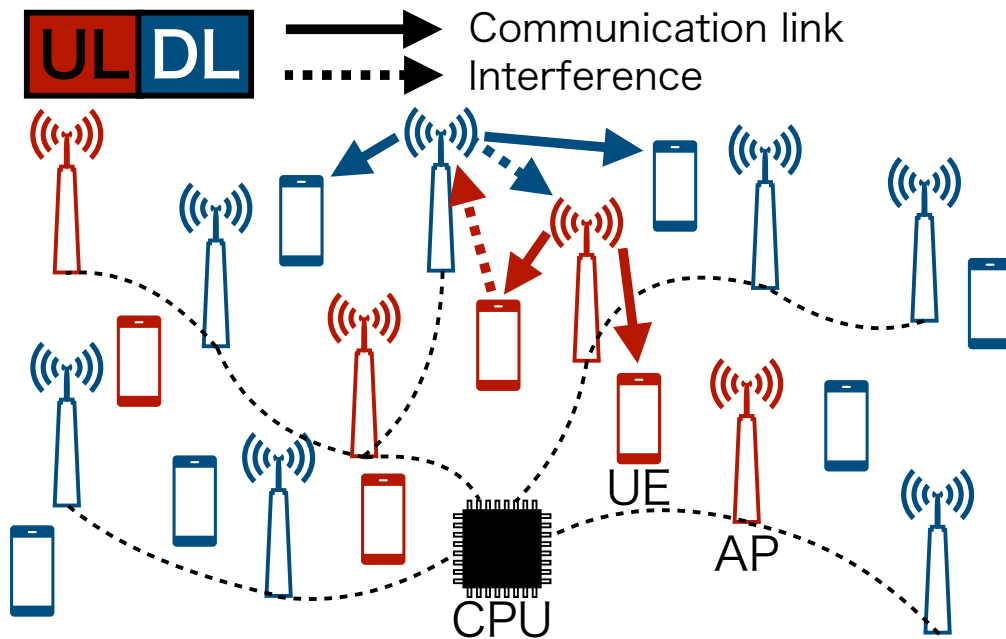 UL DL
Communication link
Interference
UE
AP
CPU